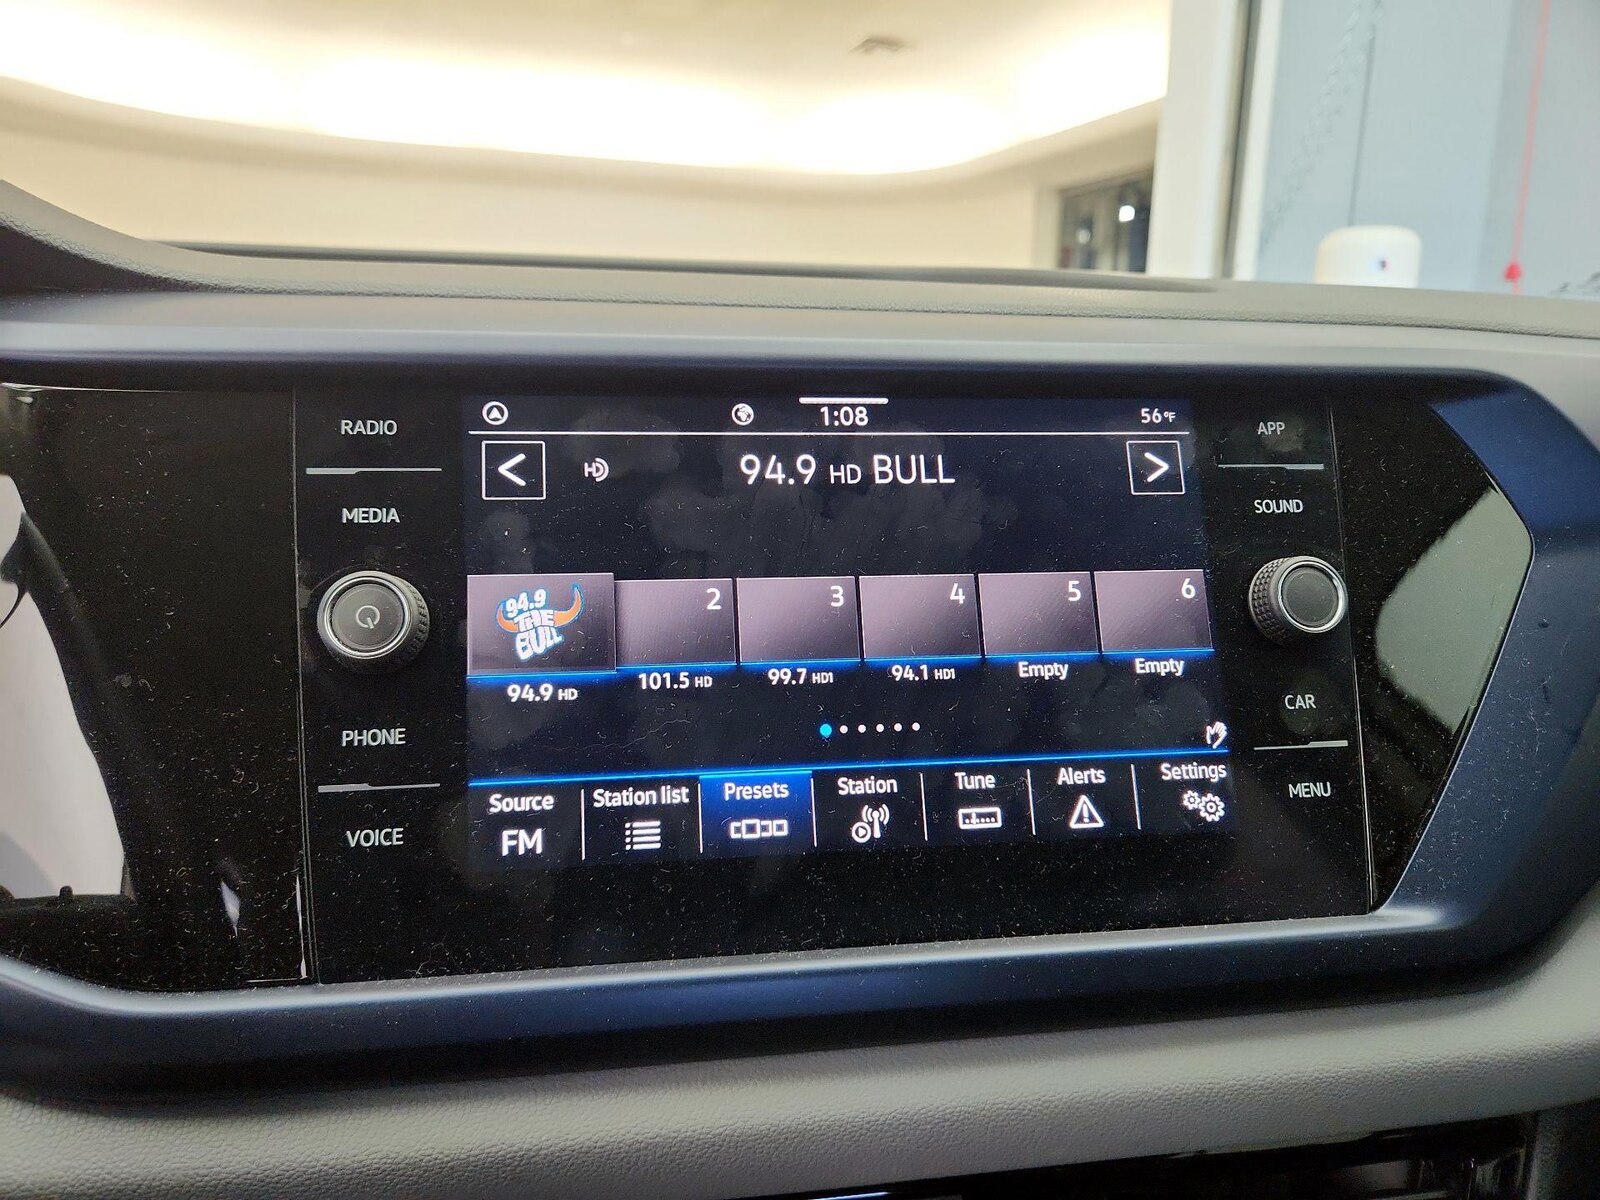 RADIO
MEDIA
PHONE
VOICE
1:08
56°F
HD
94.9 HD BULL
94.9
THE
BULL
2
3
4
5
6
94.9 HD
101.5 HD
99.7 HD1
94.1 HD1
Empty
Empty
Source
FM
Station list
Presets
Station
Tune
Alerts
Settings
APP
SOUND
CAR
MENU